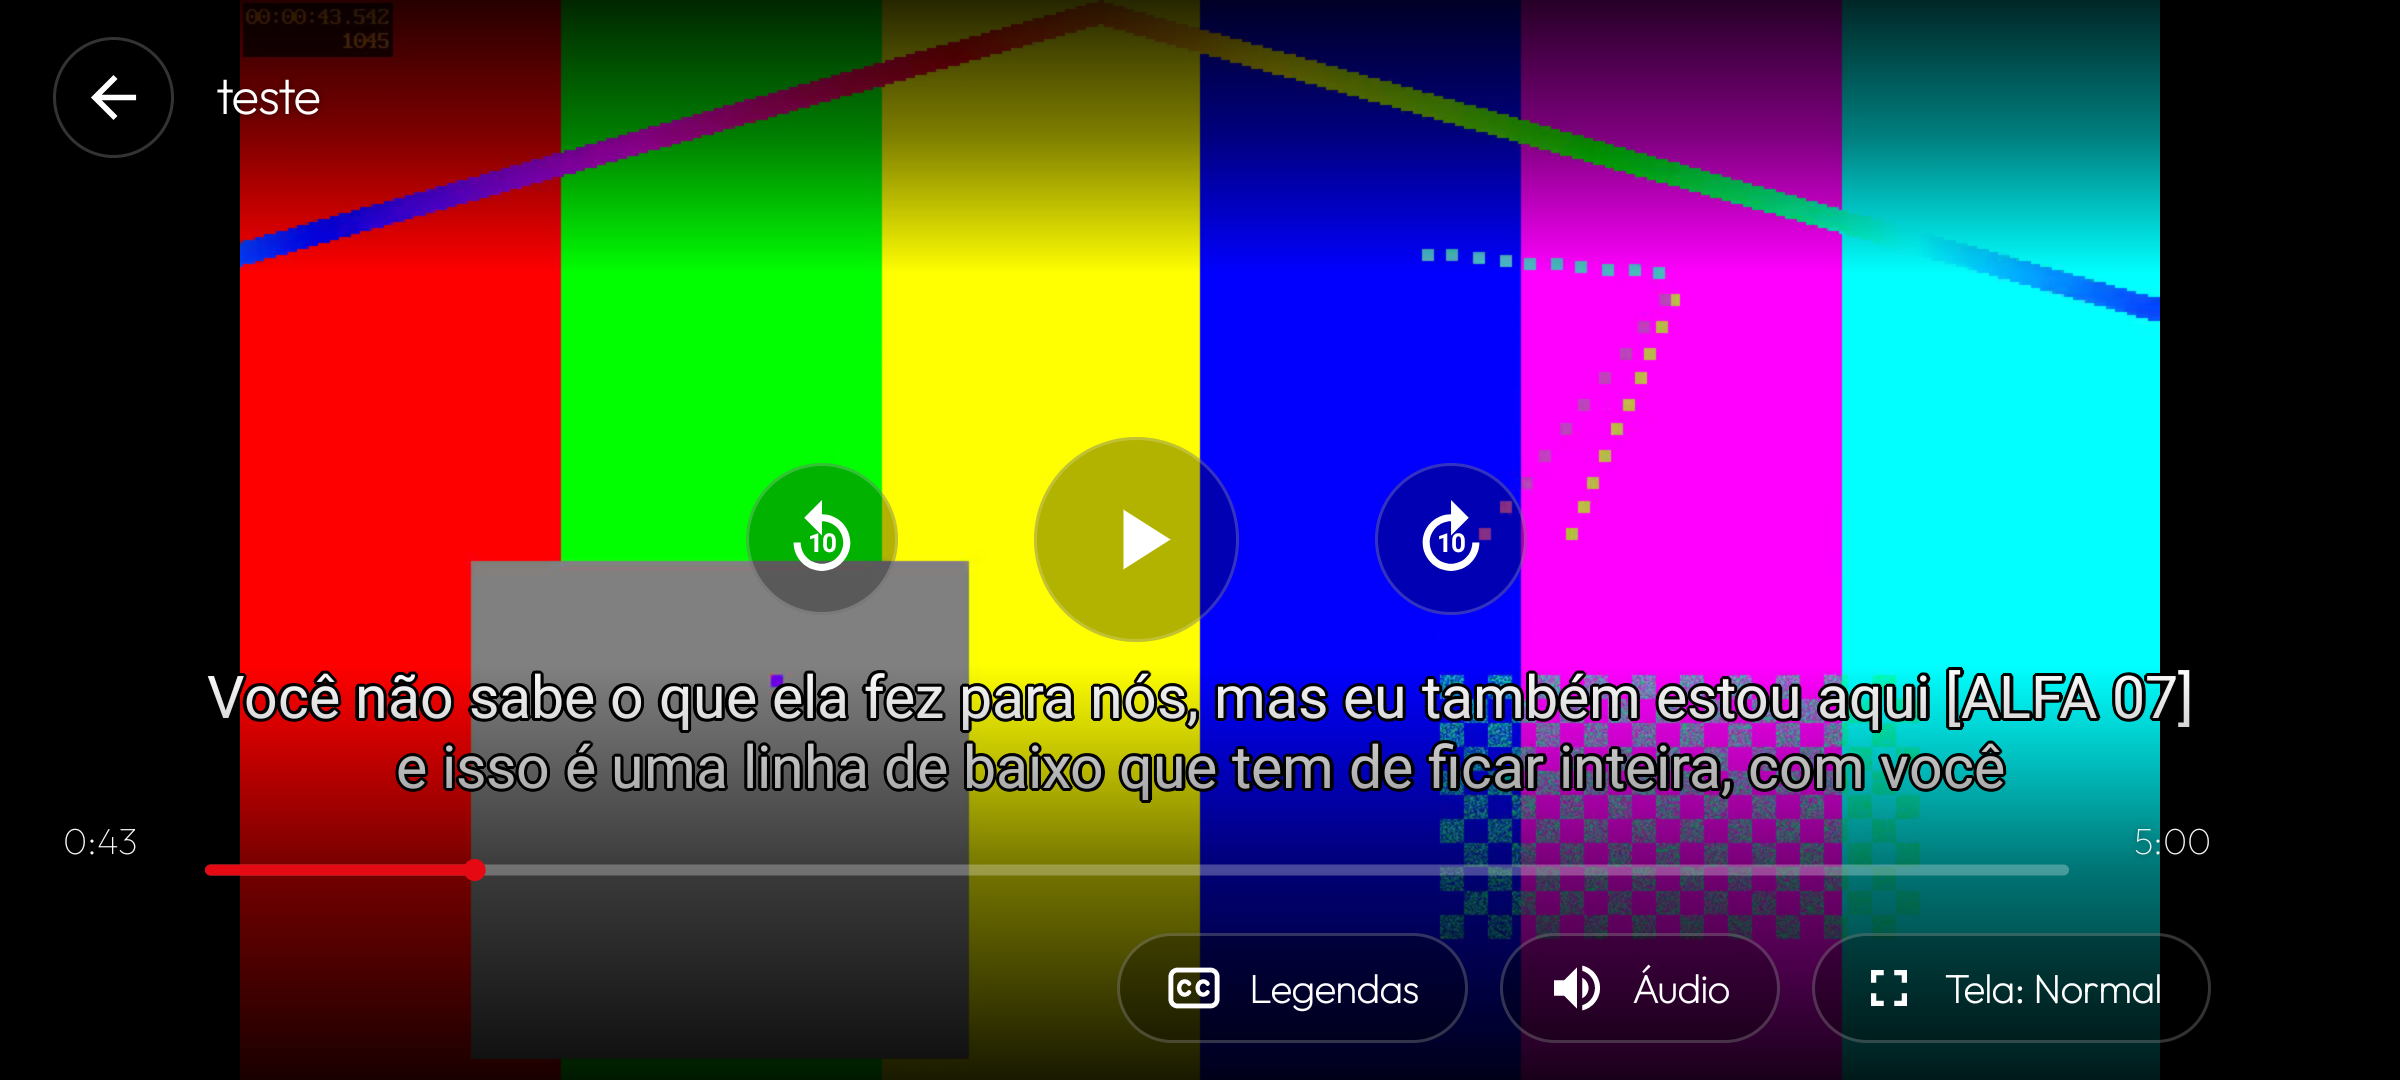 00:00:43.542
1045
teste
10
10
Você não sabe o que ela fez para nós, mas eu também estou aqui [ALFA 07]
e isso é uma linha de baixo que tem de ficar inteira, com você
0:43
5:00
CC Legendas
Áudio
Tela: Normal